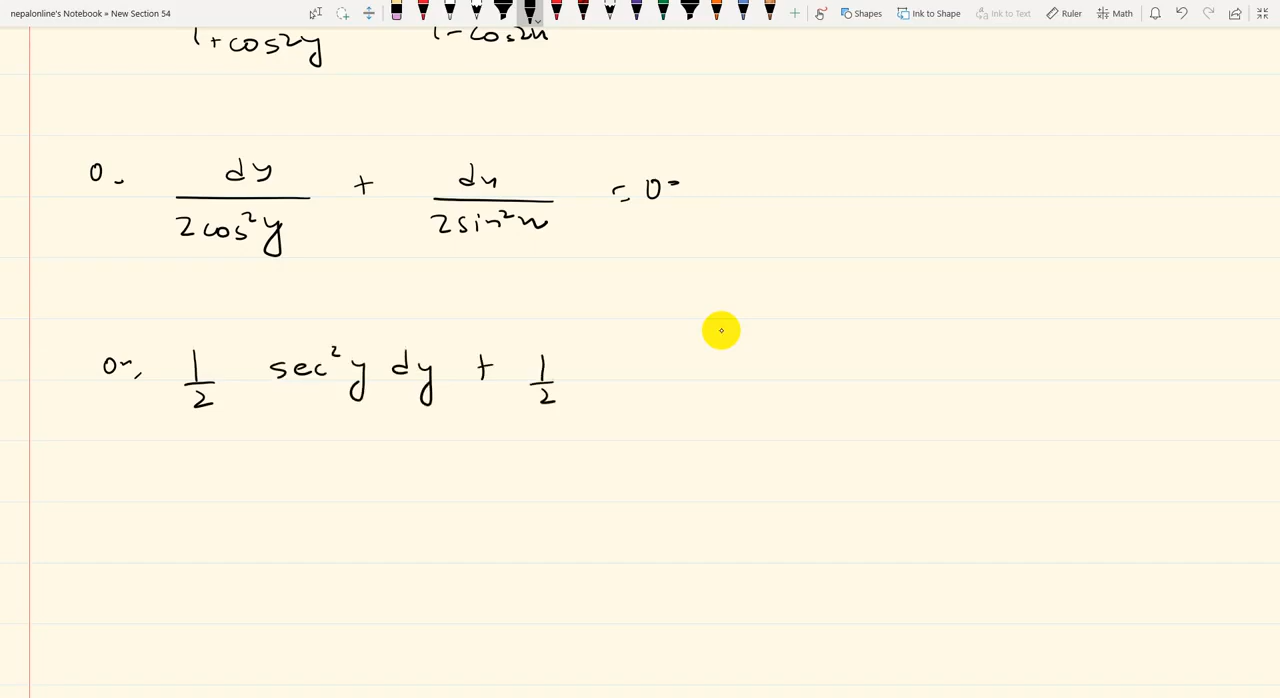 nepalonline's Notebook » New Section 54
Shapes Ink to Shape Ink to Text Ruler Math
1 + cos2y 1 - cos2x
Or dy/2cos²y + dx/2sin²x = 0
or, 1/2 sec²y dy + 1/2